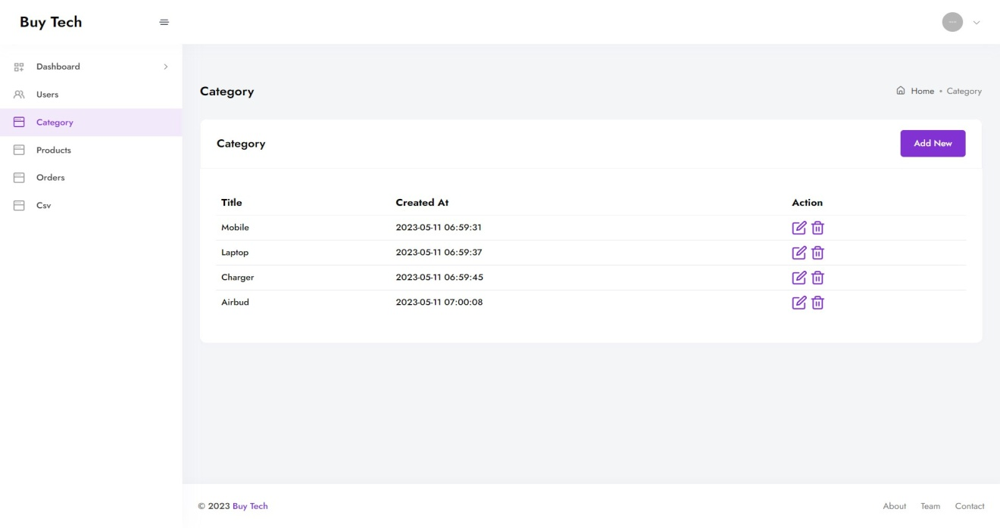 Buy Tech
Dashboard
Users
Category
Products
Orders
Csv
Category
Home • Category
Category
Add New
Title Created At Action
Mobile 2023-05-11 06:59:31
Laptop 2023-05-11 06:59:37
Charger 2023-05-11 06:59:45
Airbud 2023-05-11 07:00:08
© 2023 Buy Tech
About Team Contact